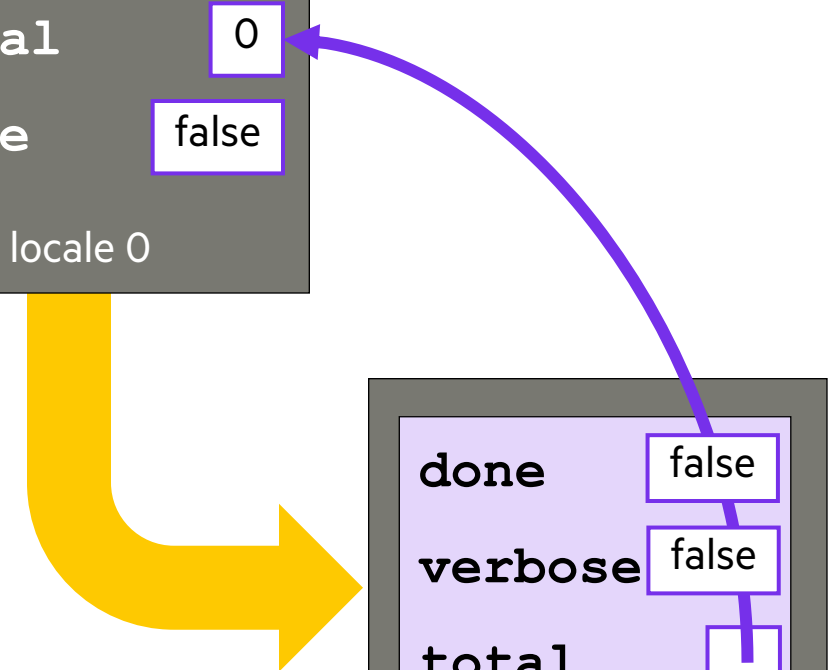 al 0
e false
locale 0
done false
verbose false
total